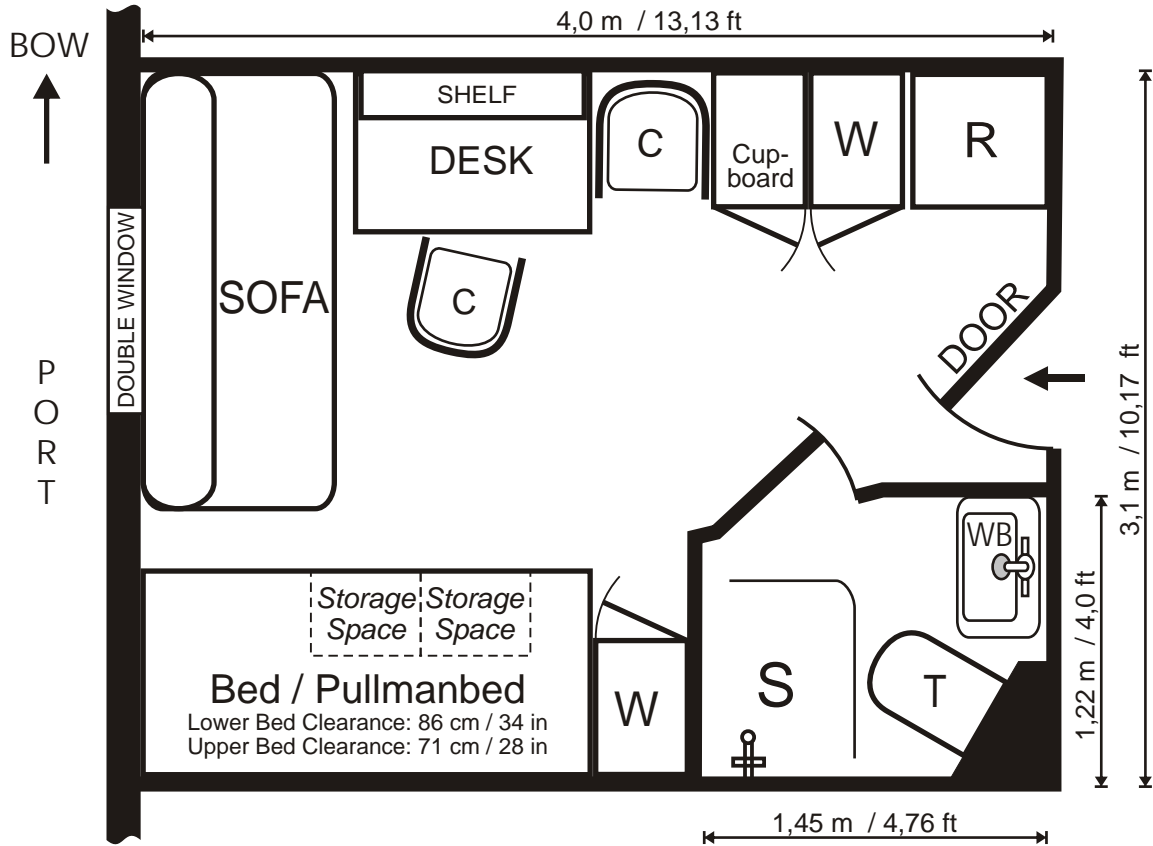 4,0 m / 13,13 ft
BOW
SHELF
DESK
C
Cup-
board
W
R
DOUBLE WINDOW
SOFA
C
DOOR
P
O
R
T
3,1 m / 10,17 ft
WB
1,22 m / 4,0 ft
Storage Storage
Space Space
Bed / Pullmanbed
Lower Bed Clearance: 86 cm / 34 in
Upper Bed Clearance: 71 cm / 28 in
W
S
T
1,45 m / 4,76 ft